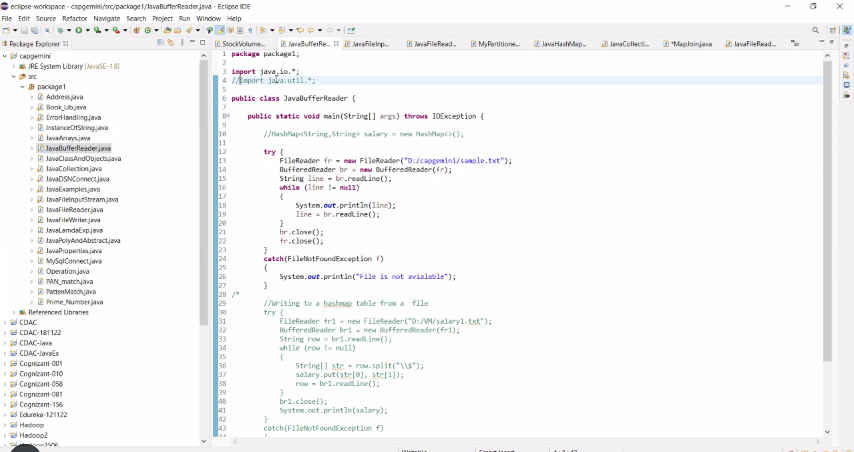 eclipse-workspace - capgemini/src/package1/JavaBufferReader.java - Eclipse IDE
File Edit Source Refactor Navigate Search Project Run Window Help
Package Explorer
StockVolume... JavaBufferRe... JavaFileInp... JavaFileRead... MyPartitione... JavaHashMap... JavaCollecti... *MapJoin.java JavaFileRead...
capgemini
JRE System Library [JavaSE-1.8]
src
package1
Address.java
Book_Lib.java
ErrorHandling.java
InstanceOfString.java
JavaArrays.java
JavaBufferReader.java
JavaClassAndObjects.java
JavaCollection.java
JavaDSNConnect.java
JavaExamples.java
JavaFileInputStream.java
JavaFileReader.java
JavaFileWriter.java
JavaLamdaExp.java
JavaPolyAndAbstract.java
JavaProperties.java
MySqlConnect.java
Operation.java
PAN_match.java
PattenMatch.java
Prime_Number.java
Referenced Libraries
CDAC
CDAC-181122
CDAC-Java
CDAC-JavaEx
Cognizant-001
Cognizant-010
Cognizant-058
Cognizant-081
Cognizant-156
Edureka-121122
Hadoop
Hadoop2
1 package package1;
2
3 import java.io.*;
4 //import java.util.*;
5
6 public class JavaBufferReader {
7
8 public static void main(String[] args) throws IOException {
9
10 //HashMap<String,String> salary = new HashMap<>();
11
12 try {
13 FileReader fr = new FileReader("D:/capgemini/sample.txt");
14 BufferedReader br = new BufferedReader(fr);
15 String line = br.readLine();
16 while (line != null)
17 {
18 System.out.println(line);
19 line = br.readLine();
20 }
21 br.close();
22 fr.close();
23 }
24 catch(FileNotFoundException f)
25 {
26 System.out.println("File is not avialable");
27 }
28 /*
29 //Writing to a hashmap table from a file
30 try {
31 FileReader fr1 = new FileReader("D:/VM/salary1.txt");
32 BufferedReader br1 = new BufferedReader(fr1);
33 String row = br1.readLine();
34 while (row != null)
35 {
36 String[] str = row.split("\\$");
37 salary.put(str[0], str[1]);
38 row = br1.readLine();
39 }
40 br1.close();
41 System.out.println(salary);
42 }
43 catch(FileNotFoundException f)